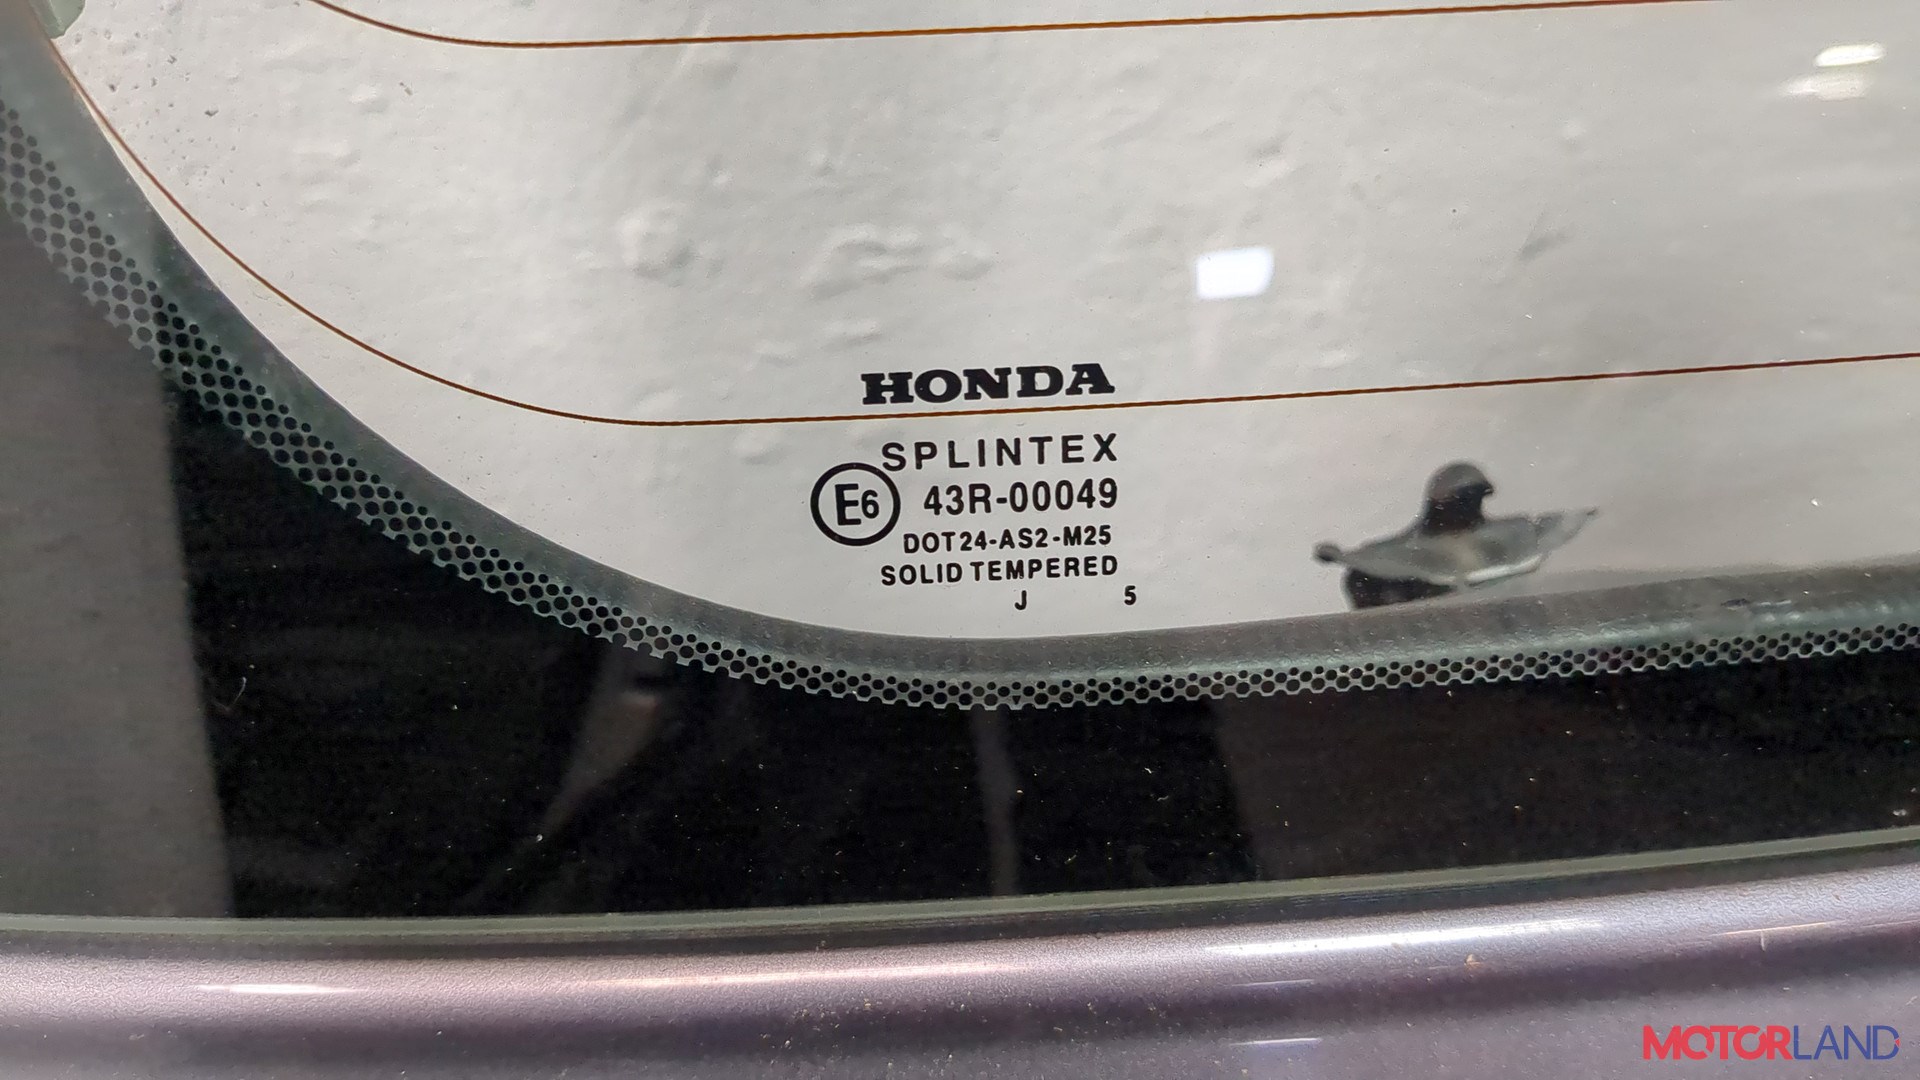 HONDA
SPLINTEX
E6 43R-00049
DOT24-AS2-M25
SOLID TEMPERED
J 5
MOTORLAND